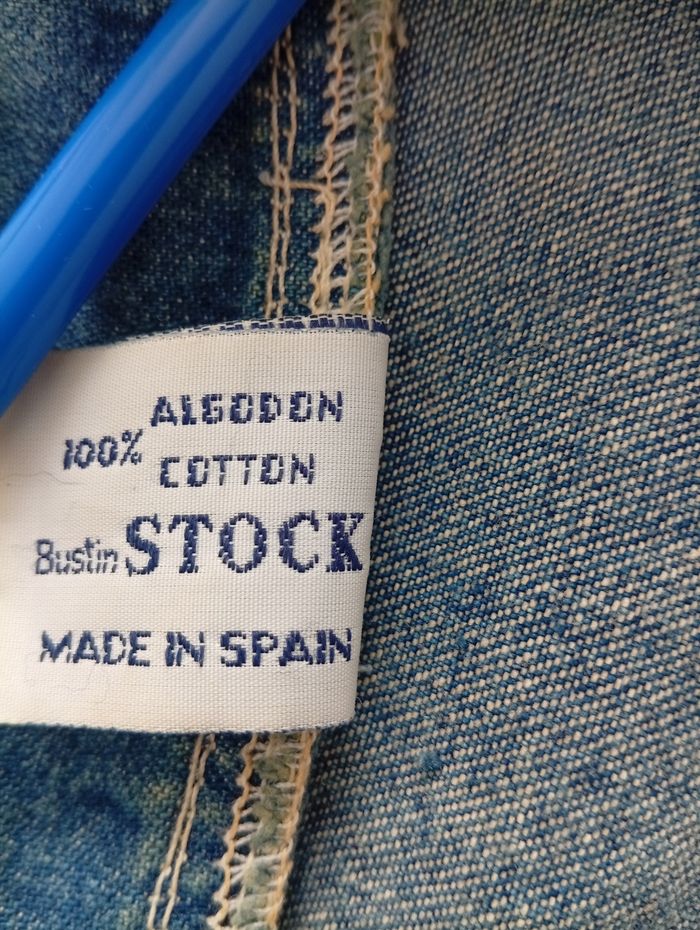 ALGODON
100%
COTTON
Bustin STOCK
MADE IN SPAIN